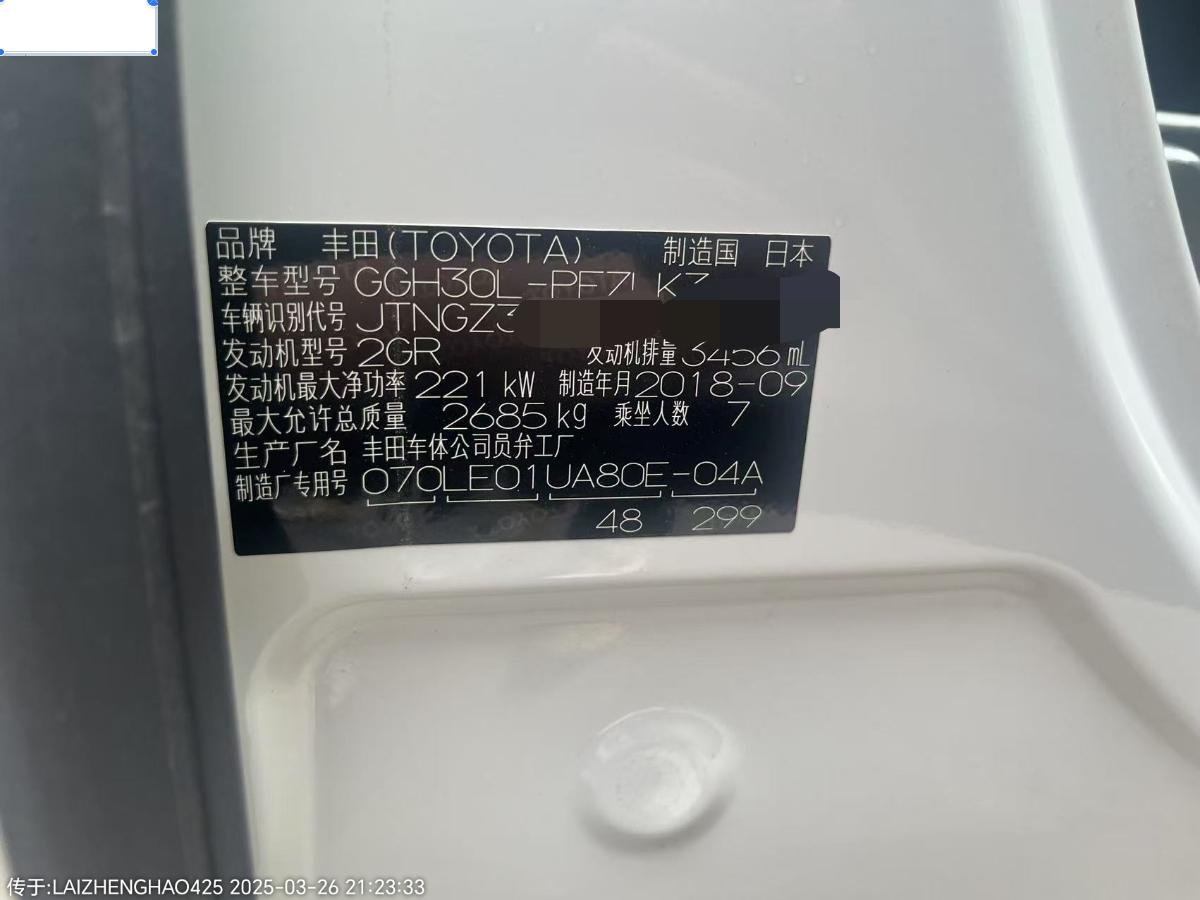 品牌 丰田(TOYOTA) 制造国 日本
整车型号 GGH30L-PF
车辆识别代号 JTNGZ3
发动机型号 2GR 发动机排量 3456 mL
发动机最大净功率 221 kW 制造年月 2018-09
最大允许总质量 2685 kg 乘坐人数 7
生产厂名 丰田车体公司员弁工厂
制造厂专用号 070LE01UA80E-04A
48 299
传于:LAIZHENGHAO425 2025-03-26 21:23:33